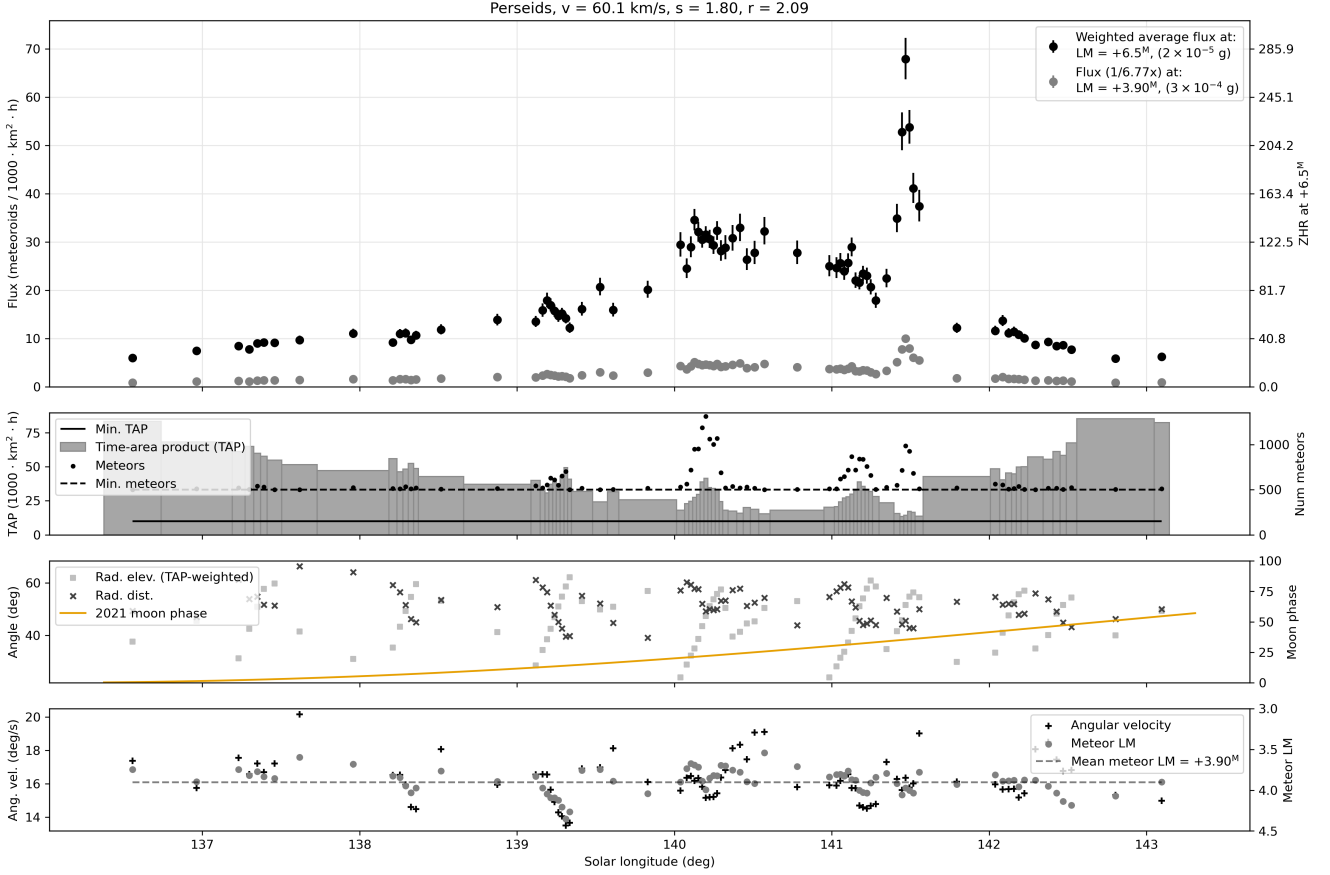 Perseids, v = 60.1 km/s, s = 1.80, r = 2.09
Flux (meteoroids / 1000 · km² · h)
70
60
50
40
30
20
10
0
285.9
245.1
204.2
163.4
122.5
81.7
40.8
0.0
ZHR at +6.5ᴹ
Weighted average flux at:
LM = +6.5ᴹ, (2 × 10⁻⁵ g)
Flux (1/6.77x) at:
LM = +3.90ᴹ, (3 × 10⁻⁴ g)
TAP (1000 · km² · h)
75
50
25
0
Min. TAP
Time-area product (TAP)
Meteors
Min. meteors
1000
500
0
Num meteors
Angle (deg)
60
40
Rad. elev. (TAP-weighted)
Rad. dist.
2021 moon phase
100
75
50
25
0
Moon phase
Ang. vel. (deg/s)
20
18
16
14
Angular velocity
Meteor LM
Mean meteor LM = +3.90ᴹ
3.0
3.5
4.0
4.5
Meteor LM
137
138
139
140
141
142
143
Solar longitude (deg)